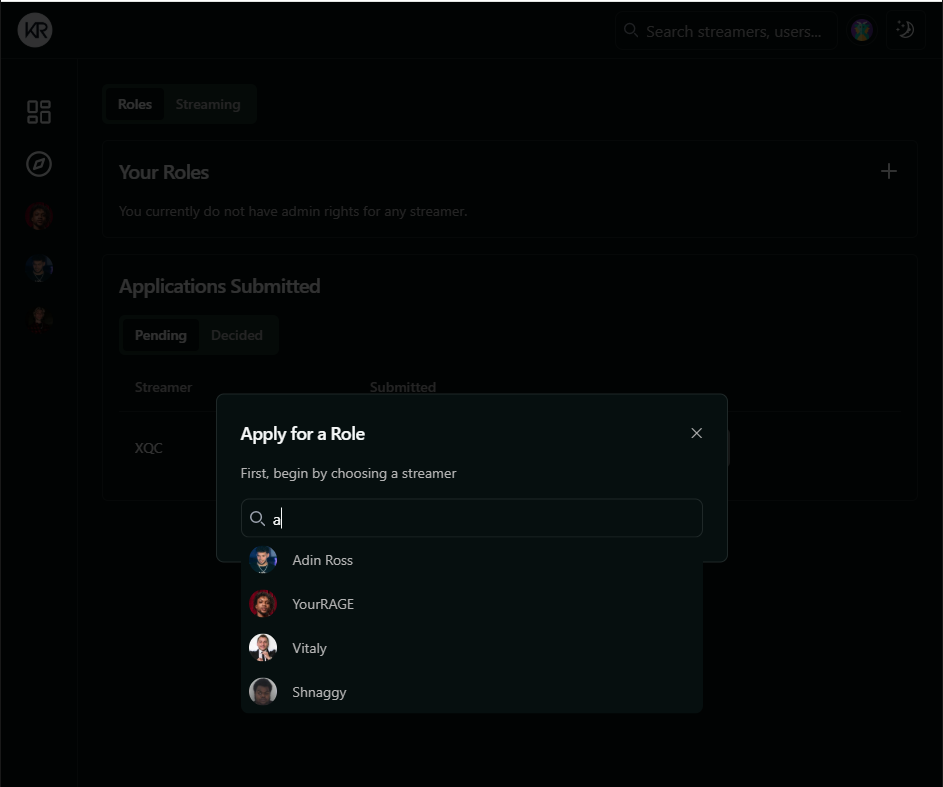 KR
Search streamers, users...
Roles Streaming
Your Roles
You currently do not have admin rights for any streamer.
Applications Submitted
Pending Decided
Streamer Submitted
XQC
Apply for a Role
First, begin by choosing a streamer
a
Adin Ross
YourRAGE
Vitaly
Shnaggy